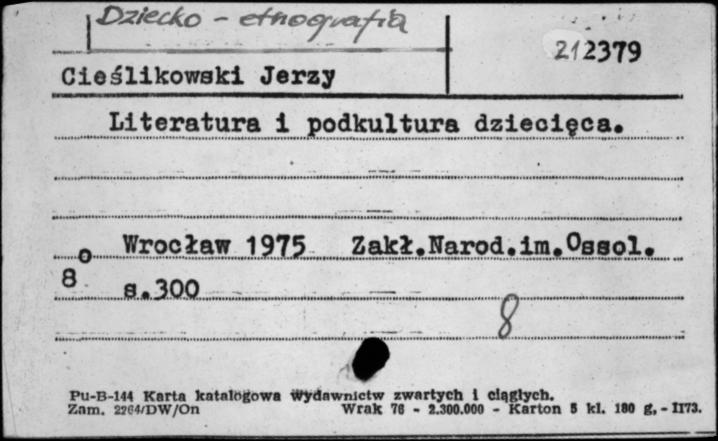 Dziecko - etnografia
212379
Cieślikowski Jerzy
Literatura i podkultura dziecięca.
Wrocław 1975 Zakł.Narod.im.Ossol.
8° s.300
8
Pu-B-144 Karta katalogowa wydawnictw zwartych i ciągłych.
Zam. 2264/DW/On Wrak 76 - 2.300.000 - Karton 5 kl. 180 g, - II73.